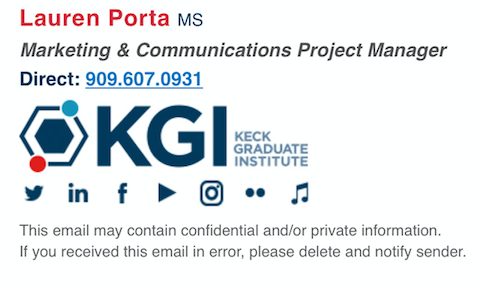 Lauren Porta MS
Marketing & Communications Project Manager
Direct: 909.607.0931
KGI KECK
GRADUATE
INSTITUTE
This email may contain confidential and/or private information.
If you received this email in error, please delete and notify sender.